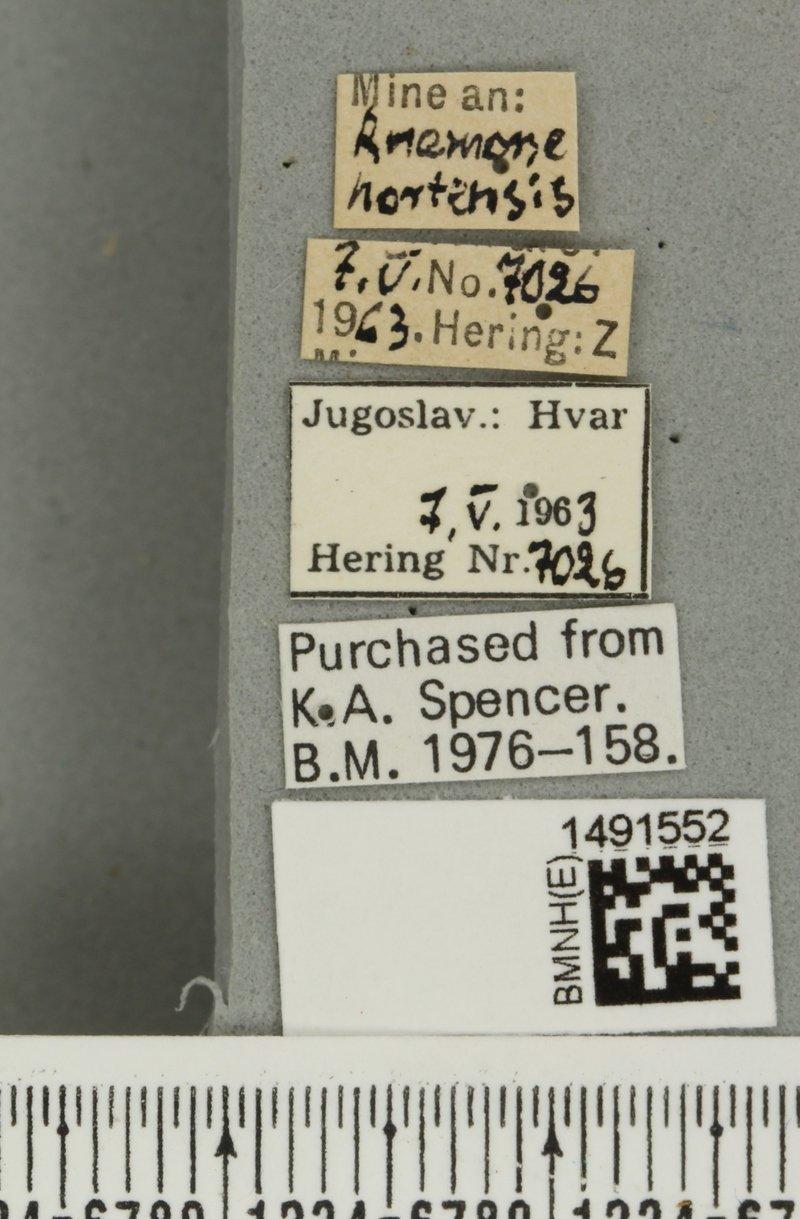 Mine an:
Anemone
hortensis
7. V. No. 7026
1963. Hering: Z
Jugoslav.: Hvar
7. V. 1963
Hering Nr. 7026
Purchased from
K.A. Spencer.
B.M. 1976–158.
1491552
BMNH(E)